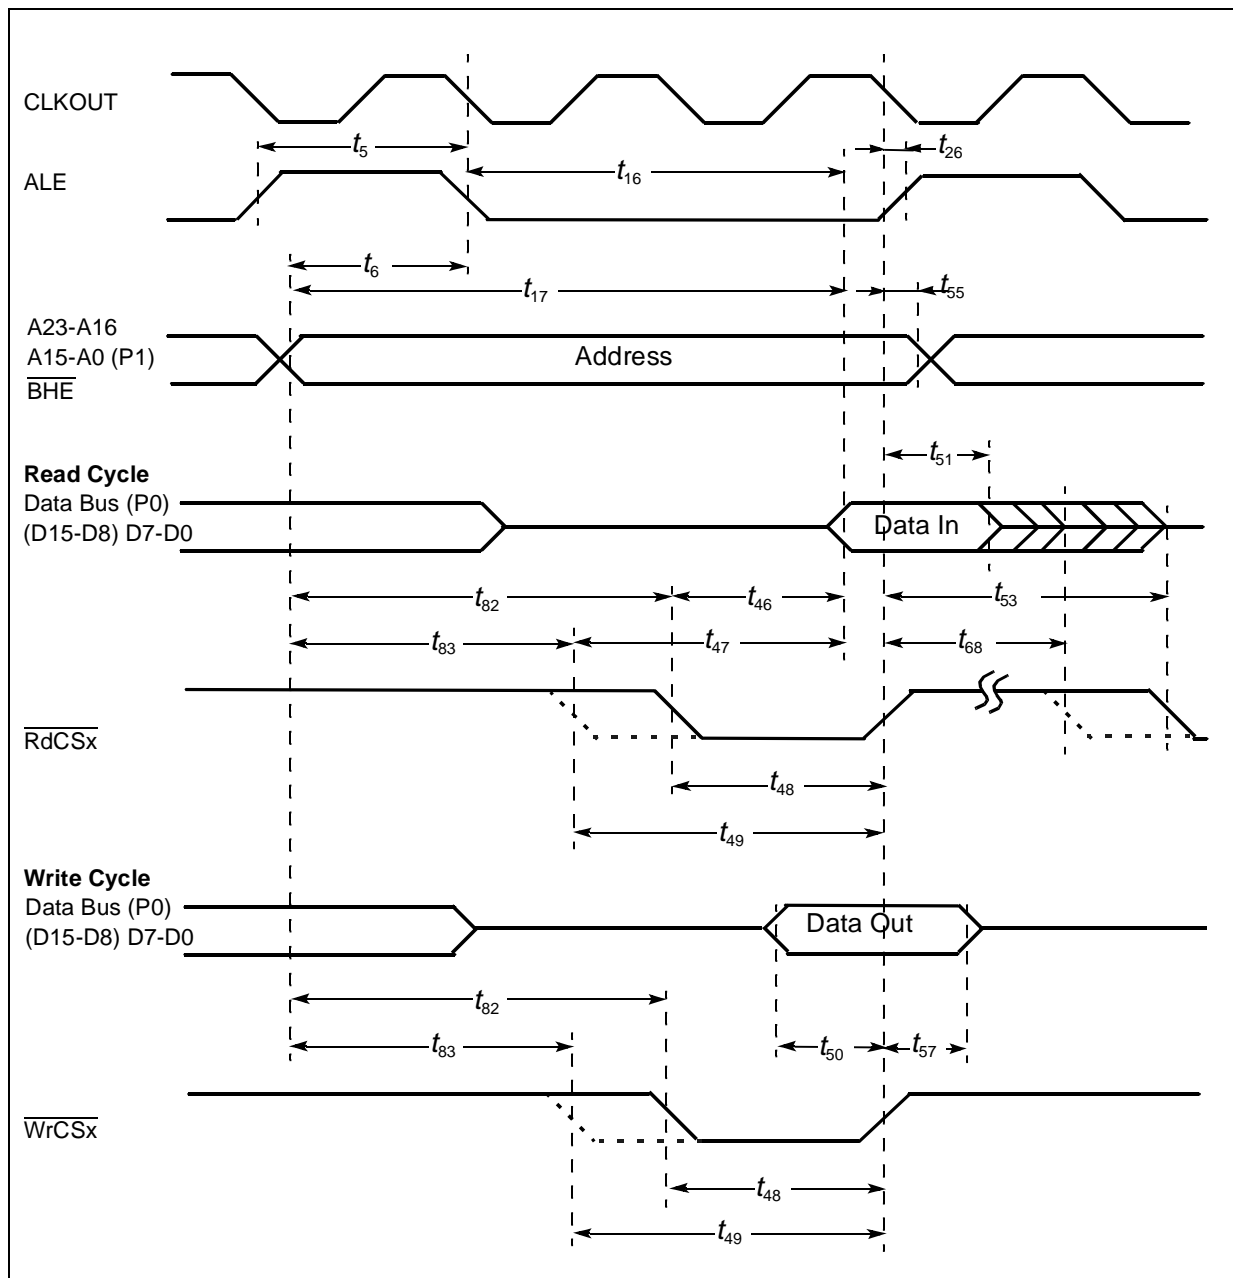 CLKOUT
t5
t26
ALE
t16
t6
t17
t55
A23-A16
A15-A0 (P1)
Address
BHE
t51
Read Cycle
Data Bus (P0)
(D15-D8) D7-D0
Data In
t82
t46
t53
t83
t47
t68
RdCSx
t48
t49
Write Cycle
Data Bus (P0)
(D15-D8) D7-D0
Data Out
t82
t83
t50
t57
WrCSx
t48
t49